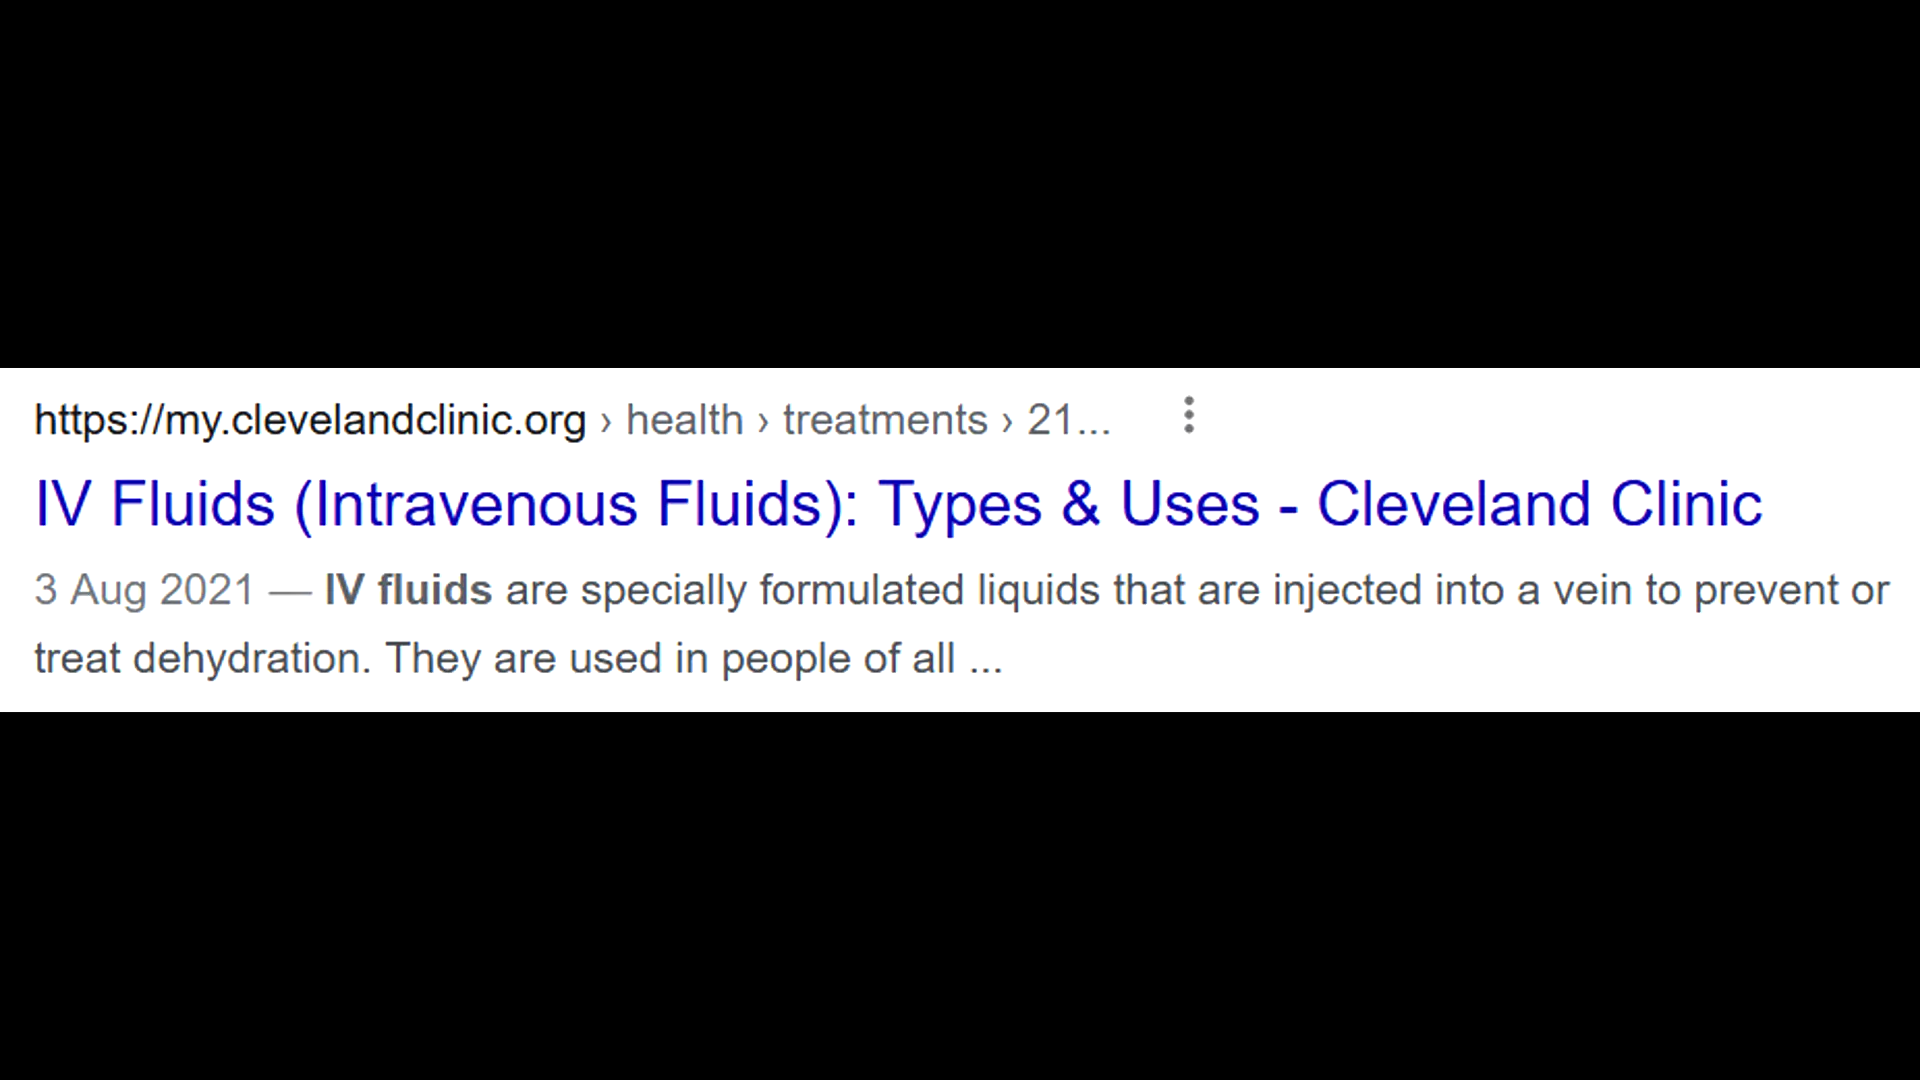 https://my.clevelandclinic.org › health › treatments › 21...
IV Fluids (Intravenous Fluids): Types & Uses - Cleveland Clinic
3 Aug 2021 — IV fluids are specially formulated liquids that are injected into a vein to prevent or
treat dehydration. They are used in people of all ...